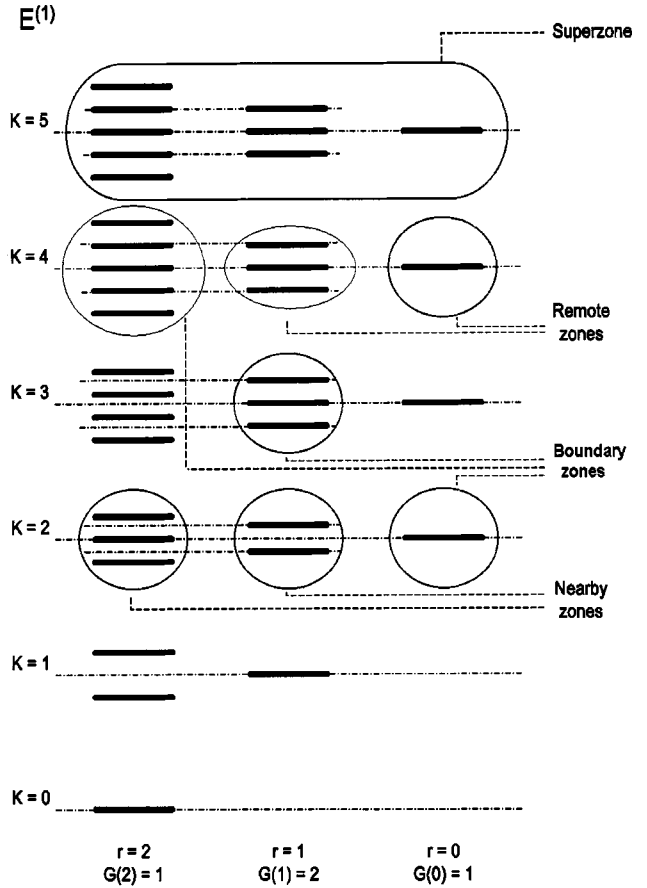 E(1)
Superzone
K = 5
K = 4
Remote
zones
K = 3
Boundary
zones
K = 2
Nearby
zones
K = 1
K = 0
r = 2
r = 1
r = 0
G(2) = 1
G(1) = 2
G(0) = 1